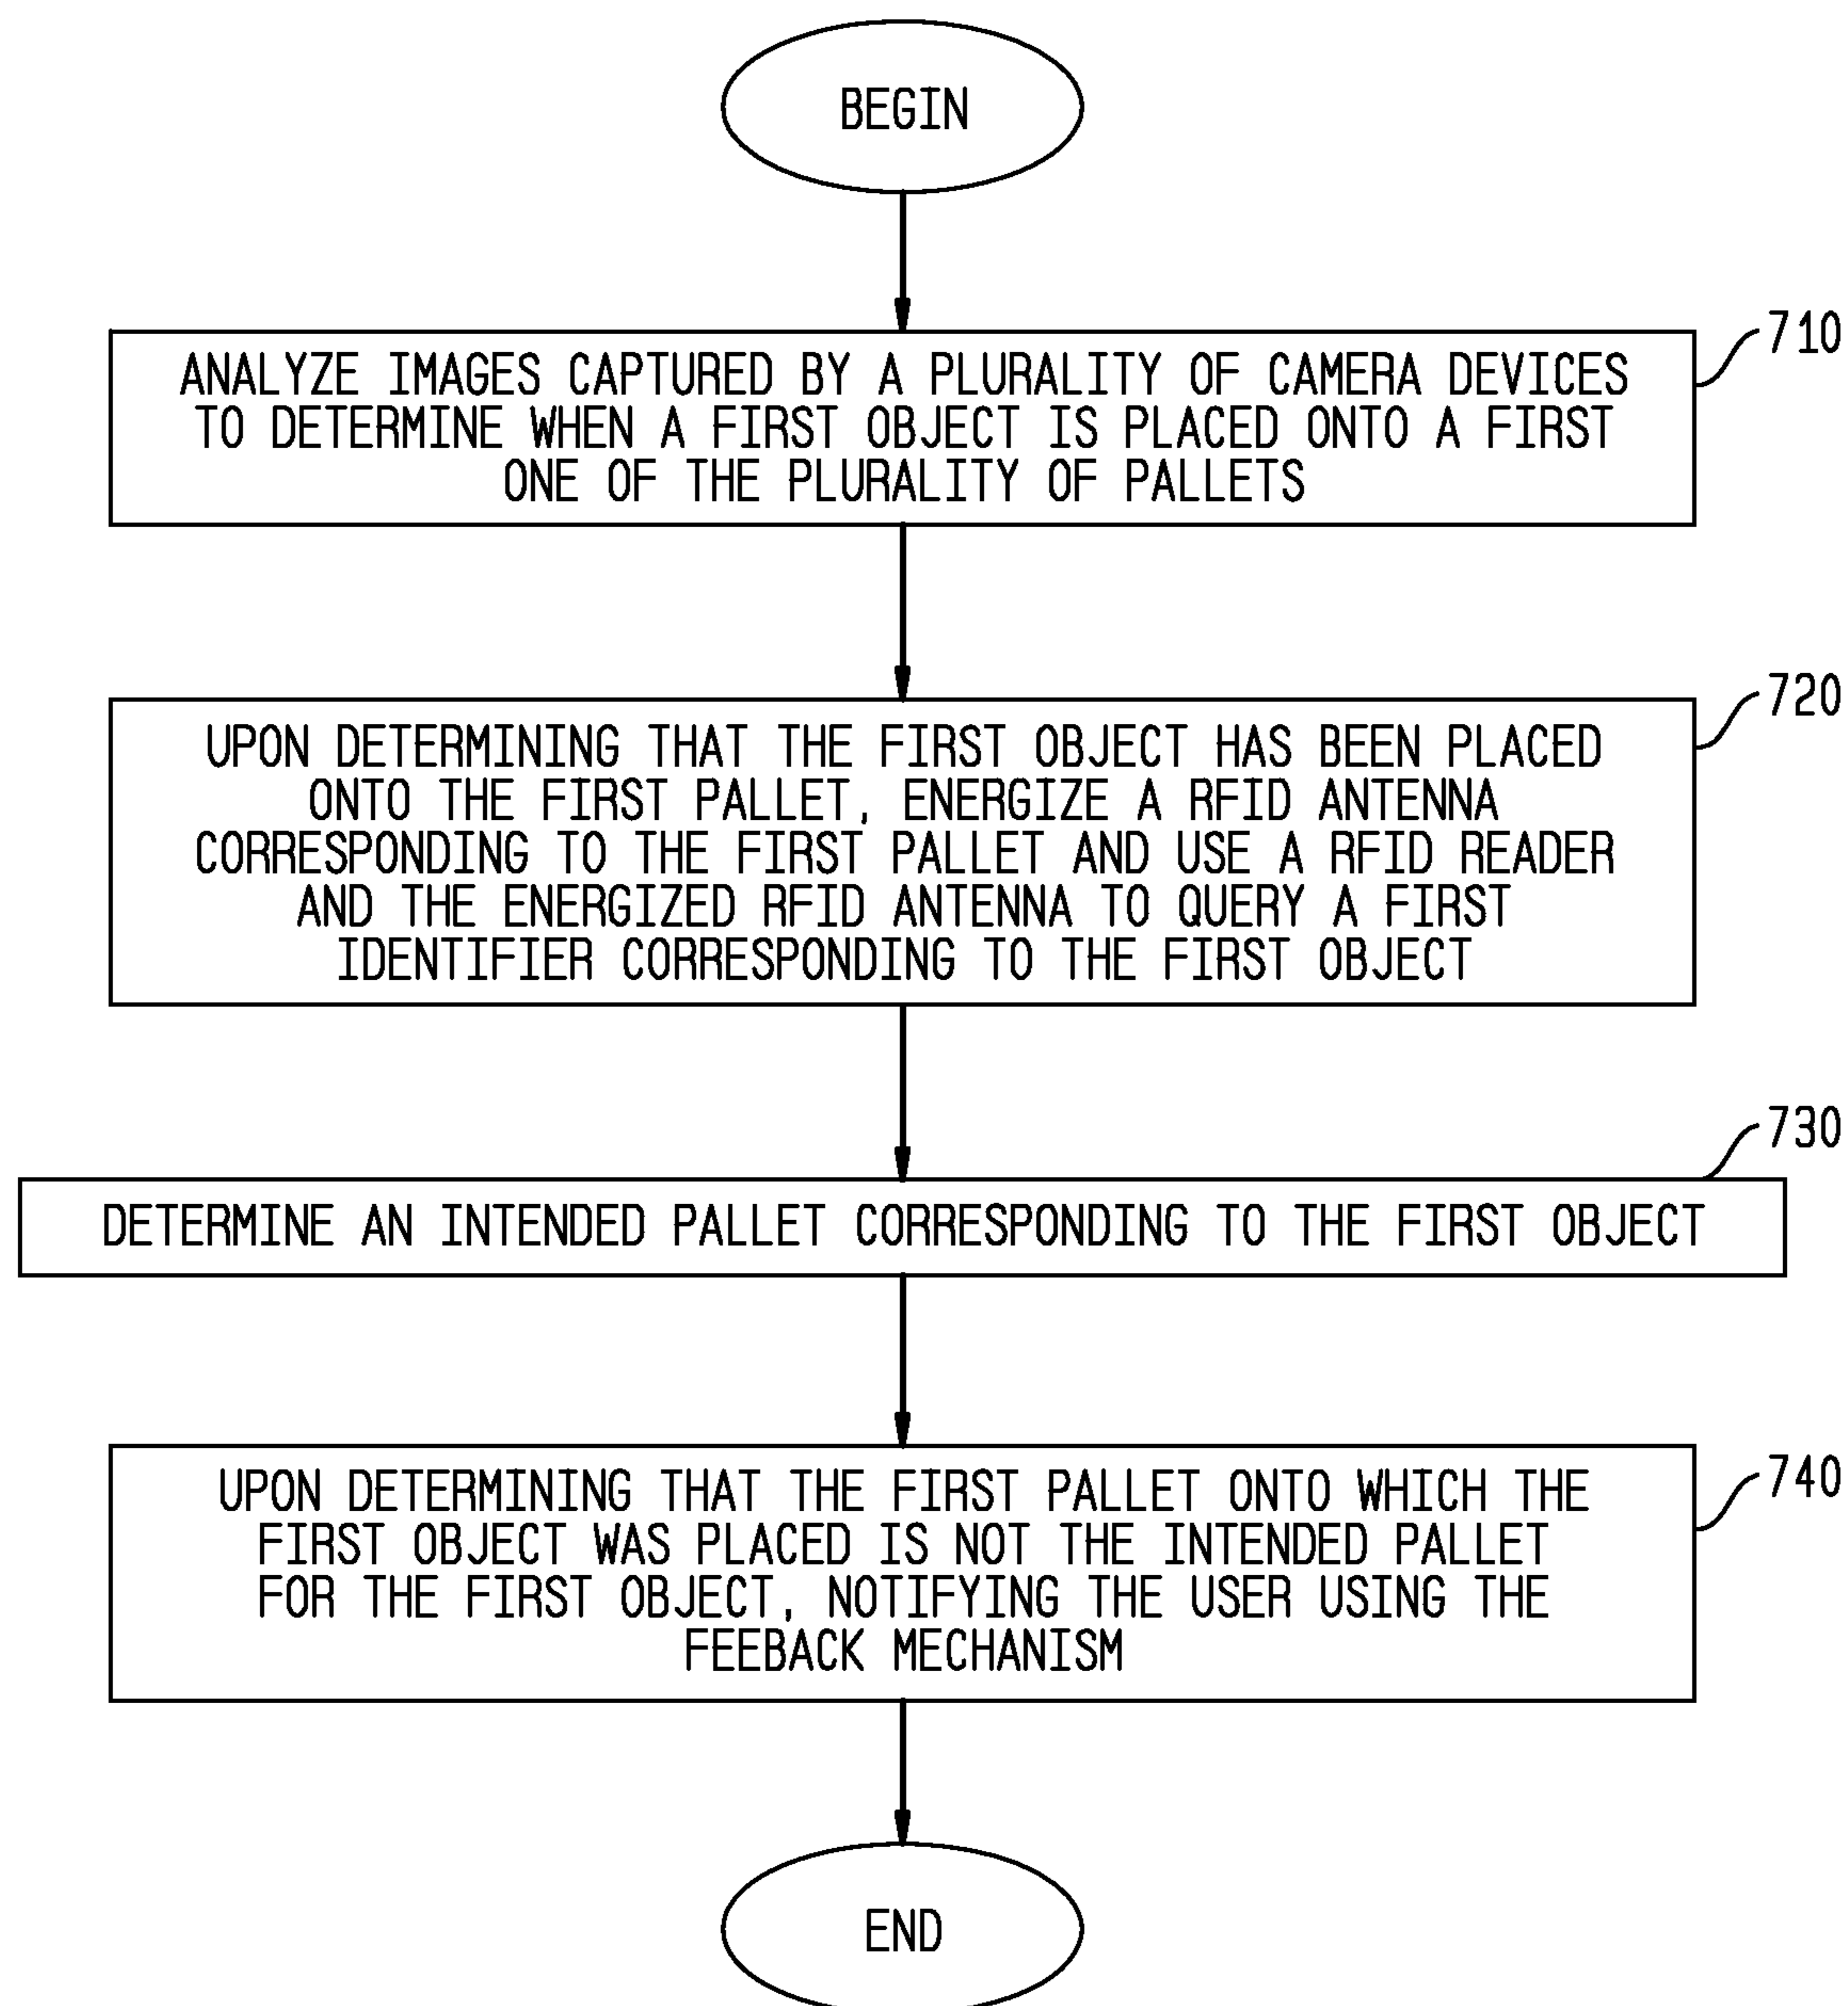 BEGIN
710
ANALYZE IMAGES CAPTURED BY A PLURALITY OF CAMERA DEVICES
TO DETERMINE WHEN A FIRST OBJECT IS PLACED ONTO A FIRST
ONE OF THE PLURALITY OF PALLETS
720
UPON DETERMINING THAT THE FIRST OBJECT HAS BEEN PLACED
ONTO THE FIRST PALLET, ENERGIZE A RFID ANTENNA
CORRESPONDING TO THE FIRST PALLET AND USE A RFID READER
AND THE ENERGIZED RFID ANTENNA TO QUERY A FIRST
IDENTIFIER CORRESPONDING TO THE FIRST OBJECT
730
DETERMINE AN INTENDED PALLET CORRESPONDING TO THE FIRST OBJECT
740
UPON DETERMINING THAT THE FIRST PALLET ONTO WHICH THE
FIRST OBJECT WAS PLACED IS NOT THE INTENDED PALLET
FOR THE FIRST OBJECT, NOTIFYING THE USER USING THE
FEEBACK MECHANISM
END